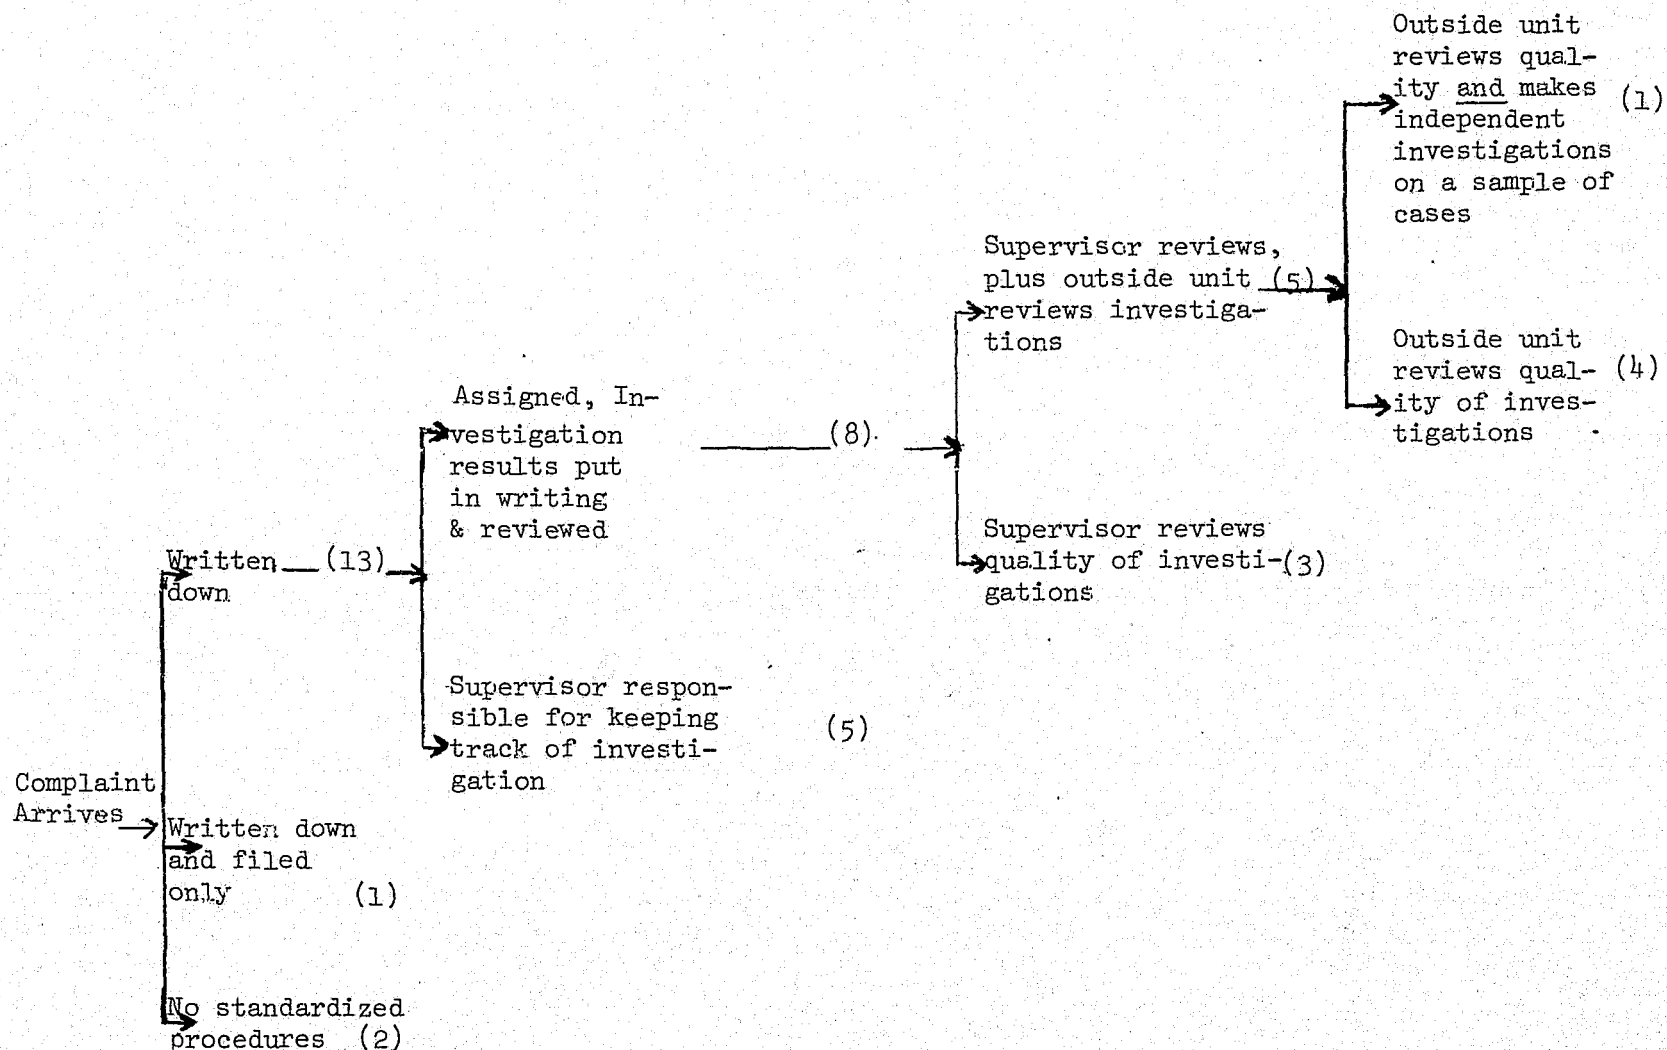 Complaint
Arrives
Written (13)
down
Written down
and filed
only (1)
No standardized
procedures (2)
Assigned, In-
vestigation
results put
in writing
& reviewed
(8)
Supervisor respon-
sible for keeping
track of investi-
gation
(5)
Supervisor reviews,
plus outside unit (5)
reviews investiga-
tions
Supervisor reviews
quality of investi-(3)
gations
Outside unit
reviews qual-
ity and makes (1)
independent
investigations
on a sample of
cases
Outside unit
reviews qual- (4)
ity of inves-
tigations